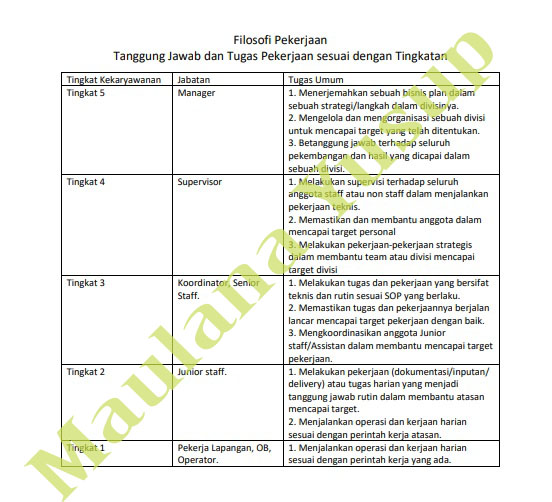 Filosofi Pekerjaan
Tanggung Jawab dan Tugas Pekerjaan sesuai dengan Tingkatan
Tingkat Kekaryawanan Jabatan Tugas Umum
Tingkat 5 Manager 1. Menerjemahkan sebuah bisnis plan dalam
sebuah strategi/langkah dalam divisinya.
2. Mengelola dan mengorganisasi sebuah divisi
untuk mencapai target yang telah ditentukan.
3. Betanggung jawab terhadap seluruh
pekembangan dan hasil yang dicapai dalam
sebuah divisi.
Tingkat 4 Supervisor 1. Melakukan supervisi terhadap seluruh
anggota staff atau non staff dalam menjalankan
pekerjaan teknis.
2. Memastikan dan membantu anggota dalam
mencapai target personal
3. Melakukan pekerjaan-pekerjaan strategis
dalam membantu team atau divisi mencapai
target divisi
Tingkat 3 Koordinator, Senior 1. Melakukan tugas dan pekerjaan yang bersifat
Staff. teknis dan rutin sesuai SOP yang berlaku.
2. Memastikan tugas dan pekerjaannya berjalan
lancar mencapai target pekerjaan dengan baik.
3. Mengkoordinasikan anggota Junior
staff/Assistan dalam membantu mencapai target
pekerjaan.
Tingkat 2 Junior staff. 1. Melakukan pekerjaan (dokumentasi/inputan/
delivery) atau tugas harian yang menjadi
tanggung jawab rutin dalam membantu atasan
mencapai target.
2. Menjalankan operasi dan kerjaan harian
sesuai dengan perintah kerja atasan.
Tingkat 1 Pekerja Lapangan, OB, 1. Menjalankan operasi dan kerjaan harian
Operator. sesuai dengan perintah kerja yang ada.
Maulana Yusup